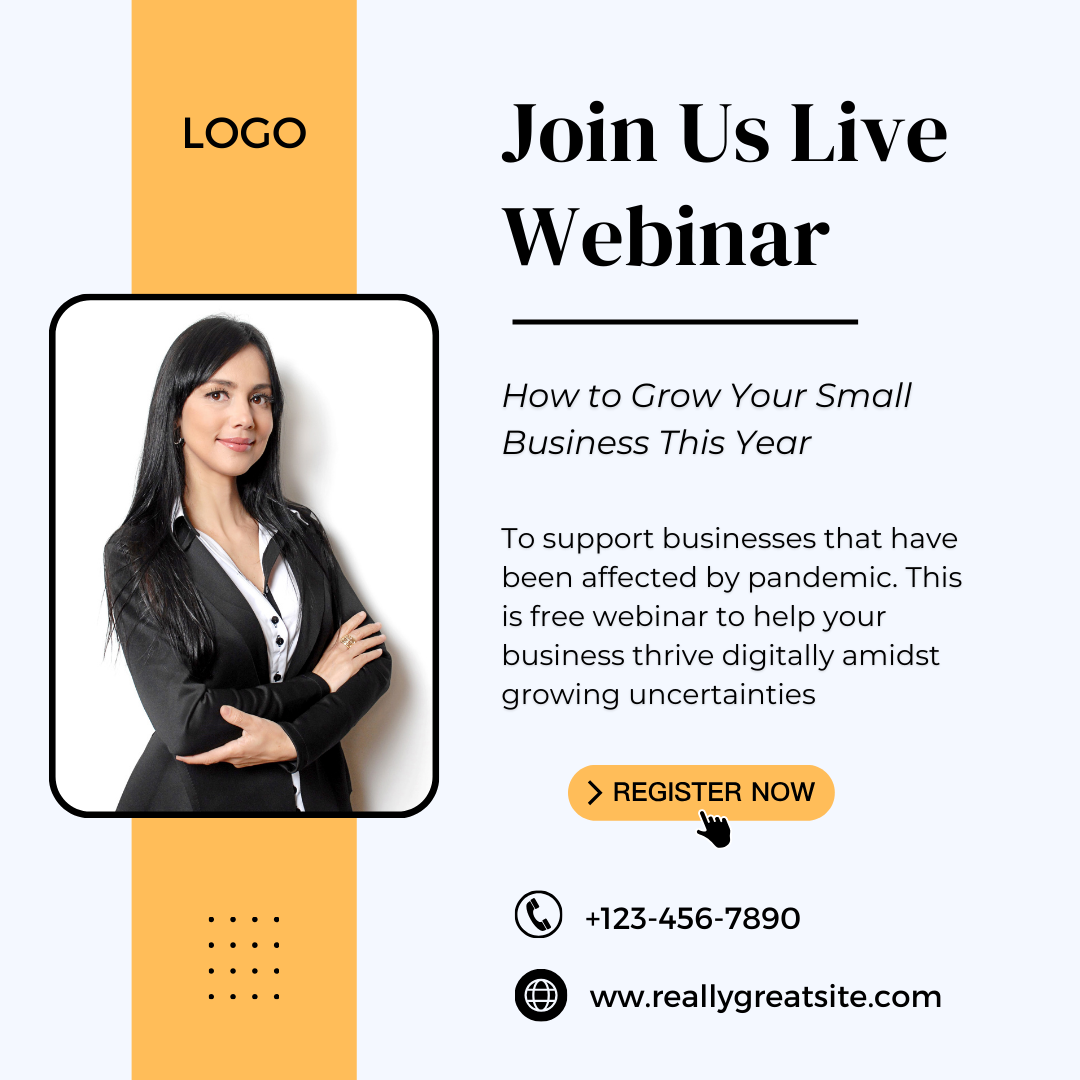 LOGO
Join Us Live
Webinar
How to Grow Your Small
Business This Year
To support businesses that have
been affected by pandemic. This
is free webinar to help your
business thrive digitally amidst
growing uncertainties
REGISTER NOW
+123-456-7890
ww.reallygreatsite.com